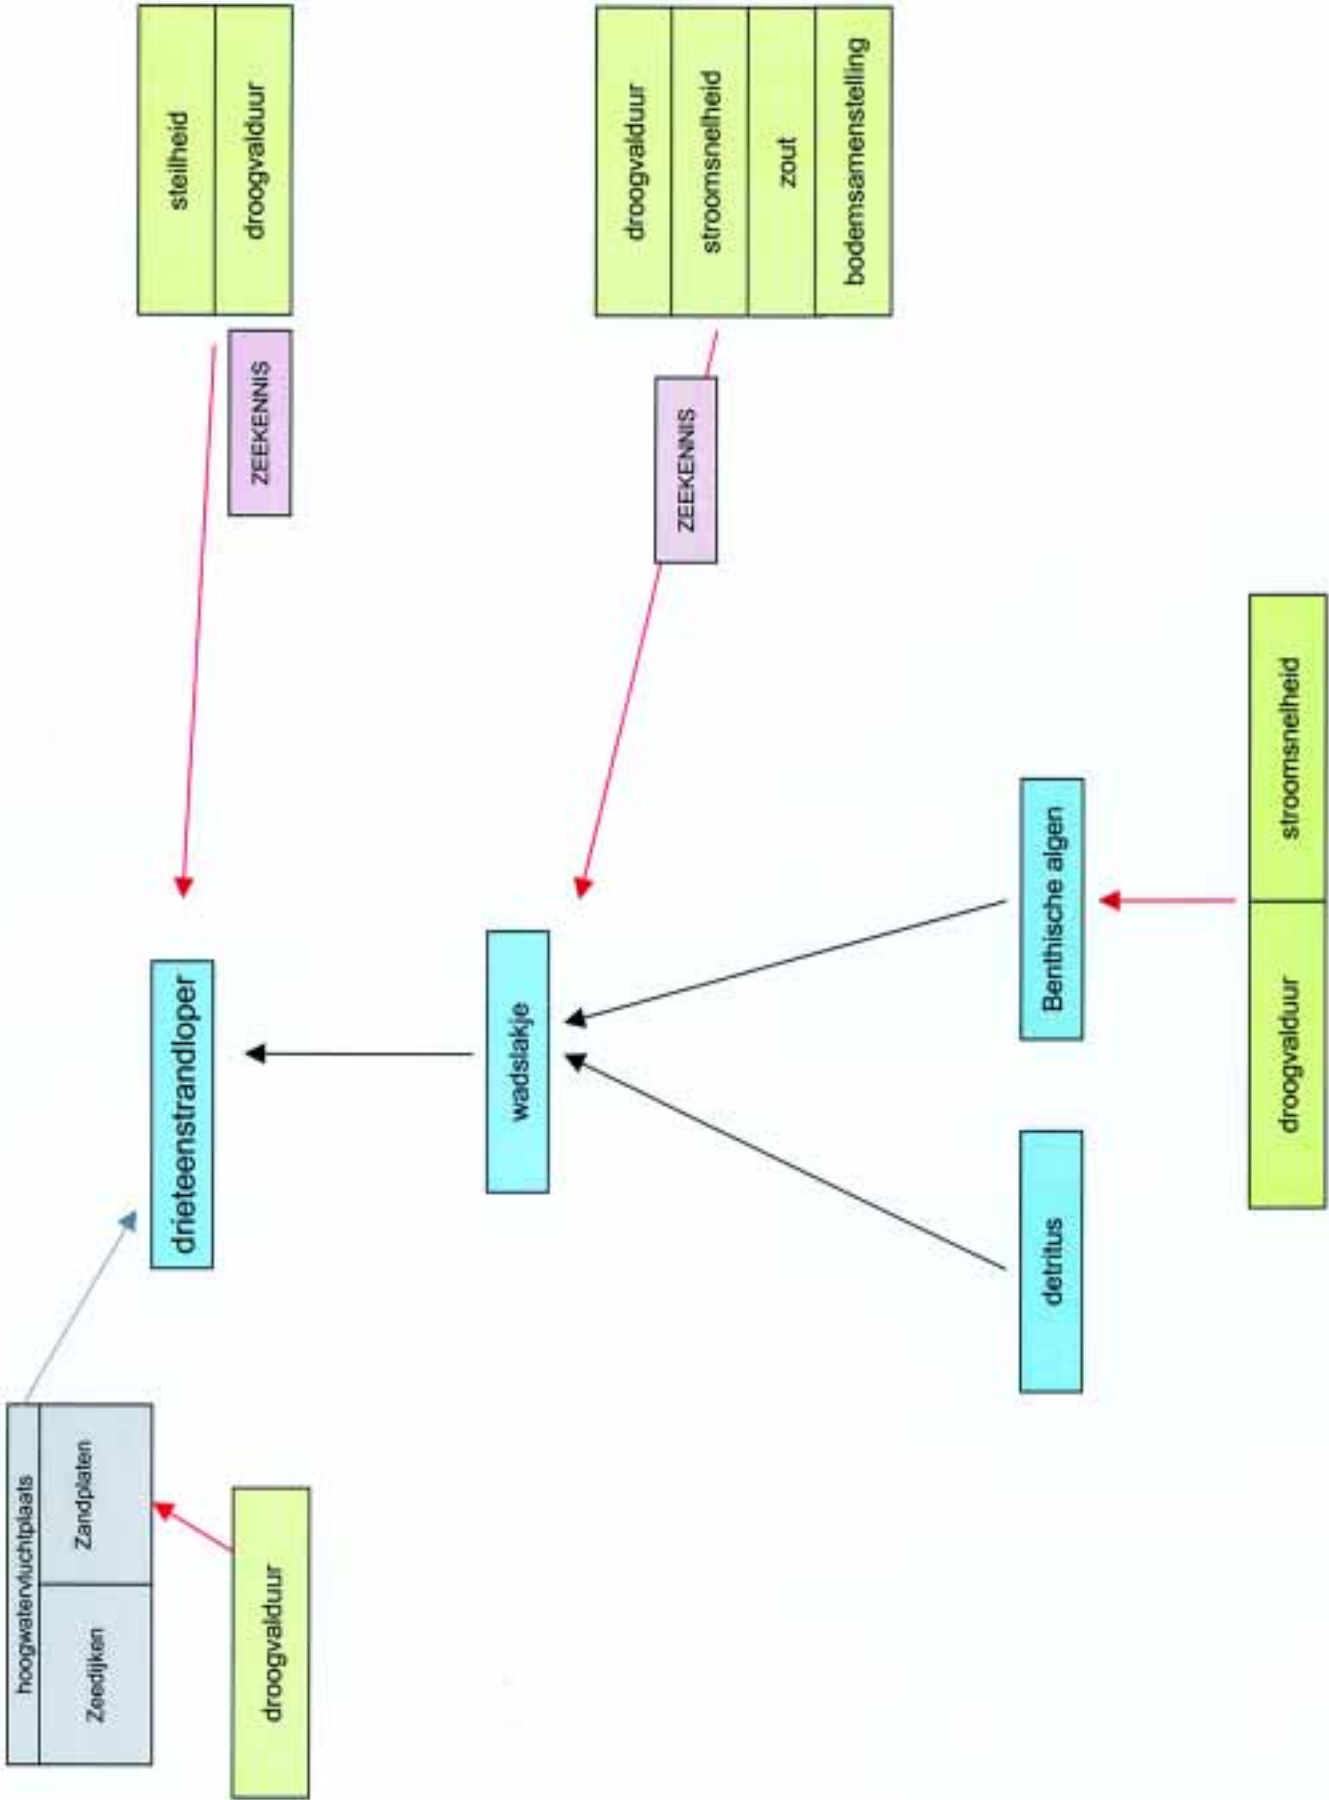 hoogwatervluchtplaats
Zeedijken
Zandplaten
droogvalduur
drieteenstrandloper
ZEEKENNIS
steilheid
droogvalduur
wadslakje
ZEEKENNIS
droogvalduur
stroomsnelheid
zout
bodemsamenstelling
detritus
Benthische algen
droogvalduur
stroomsnelheid